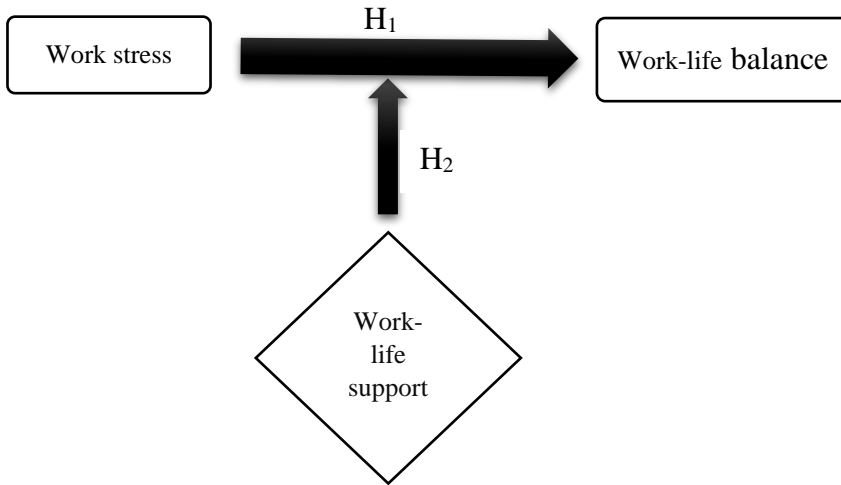 H₁
Work stress
Work-life balance
H₂
Work-
life
support